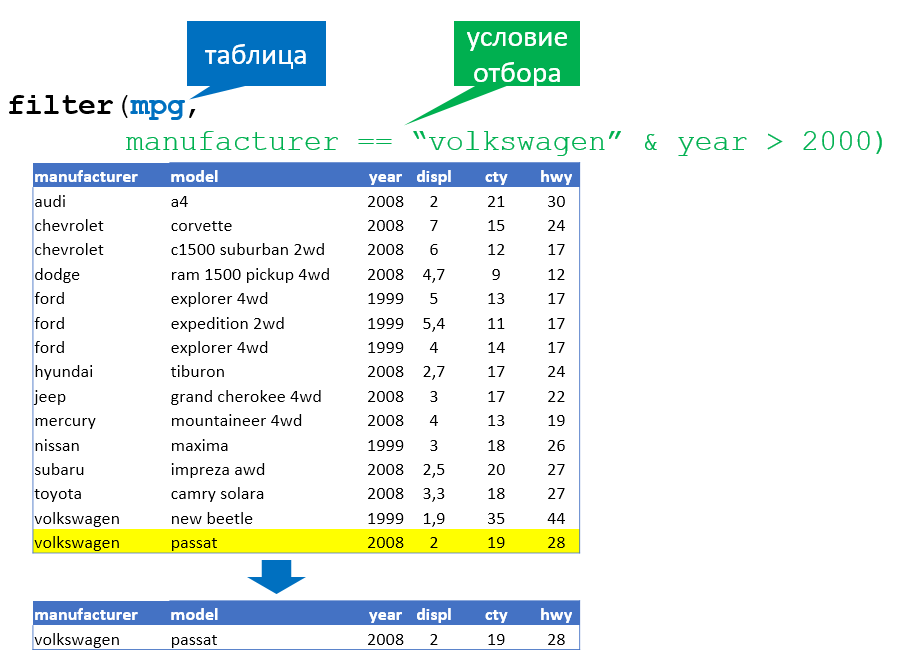 таблица
условие
отбора
filter(mpg,
manufacturer == “volkswagen” & year > 2000)
manufacturer model year displ cty hwy
audi a4 2008 2 21 30
chevrolet corvette 2008 7 15 24
chevrolet c1500 suburban 2wd 2008 6 12 17
dodge ram 1500 pickup 4wd 2008 4,7 9 12
ford explorer 4wd 1999 5 13 17
ford expedition 2wd 1999 5,4 11 17
ford explorer 4wd 1999 4 14 17
hyundai tiburon 2008 2,7 17 24
jeep grand cherokee 4wd 2008 3 17 22
mercury mountaineer 4wd 2008 4 13 19
nissan maxima 1999 3 18 26
subaru impreza awd 2008 2,5 20 27
toyota camry solara 2008 3,3 18 27
volkswagen new beetle 1999 1,9 35 44
volkswagen passat 2008 2 19 28
manufacturer model year displ cty hwy
volkswagen passat 2008 2 19 28